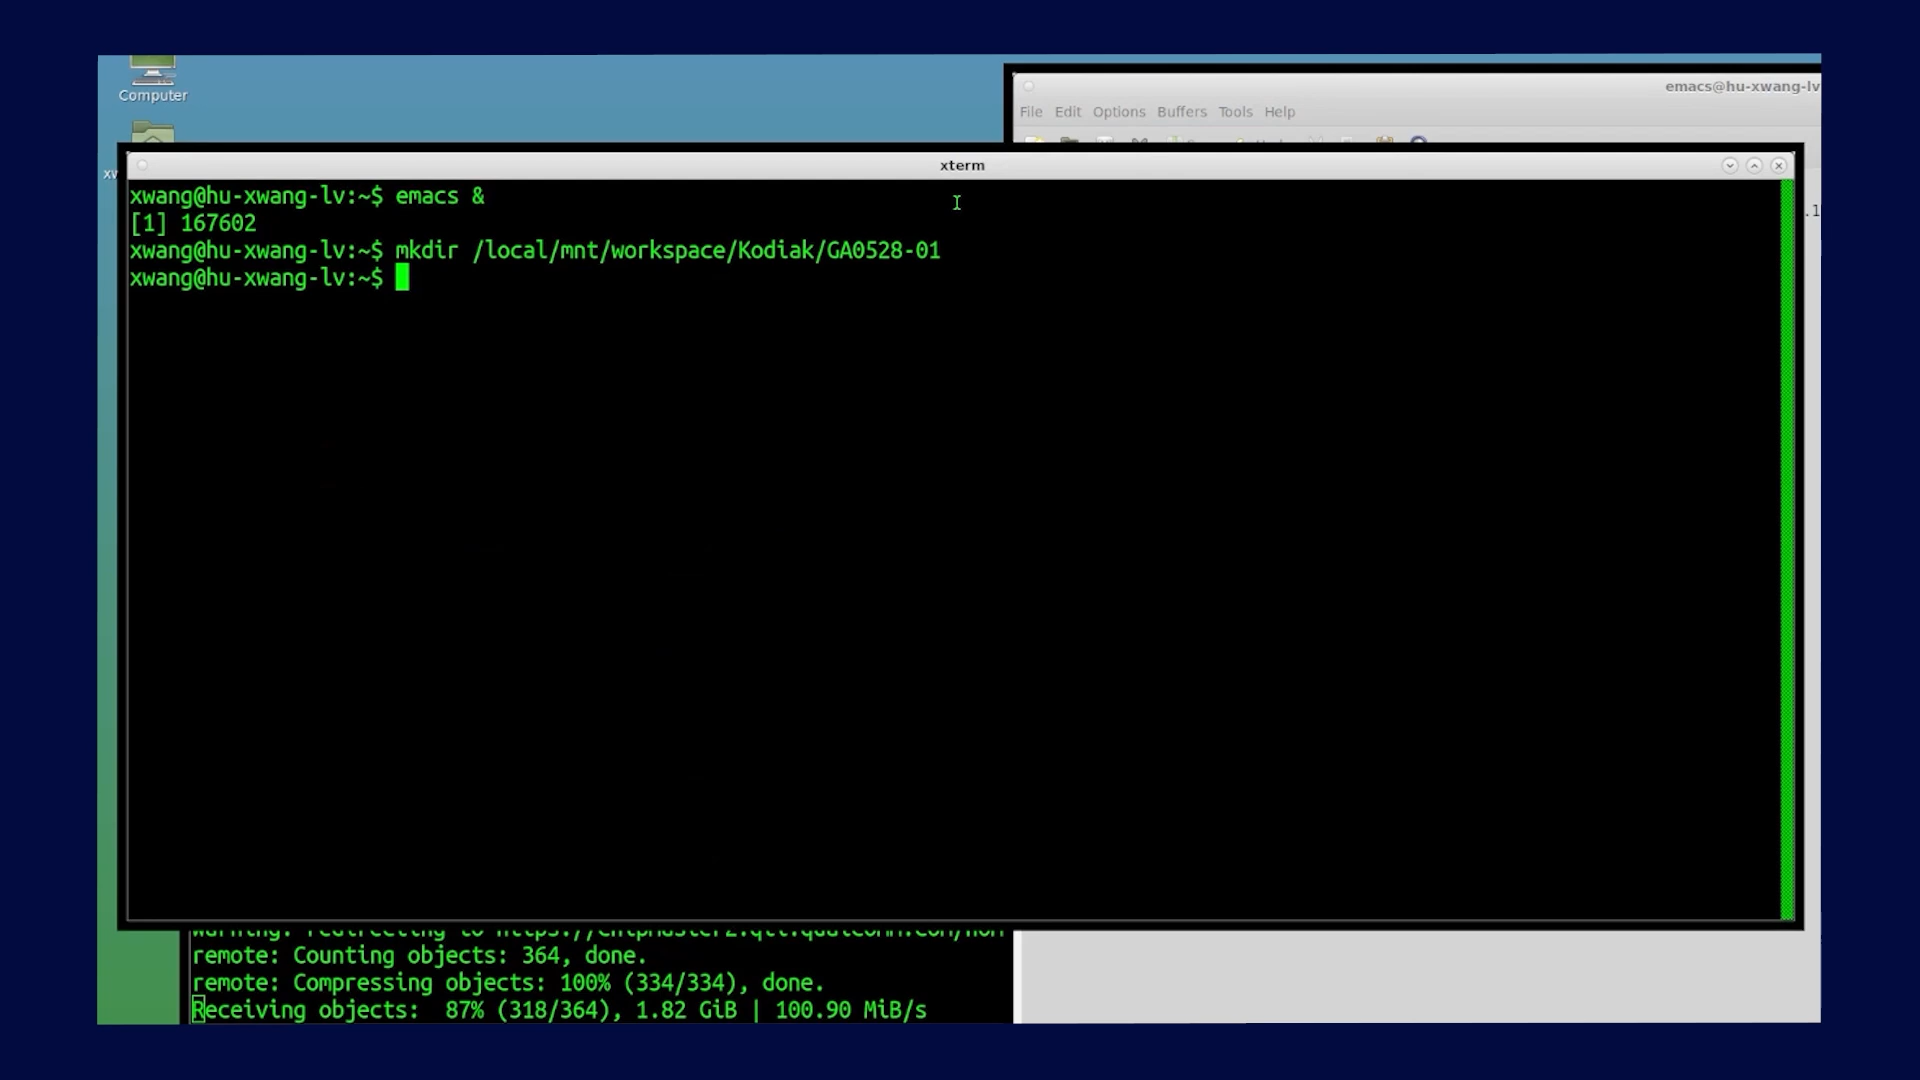 Computer
emacs@hu-xwang-lv
File Edit Options Buffers Tools Help
xterm
xwang@hu-xwang-lv:~$ emacs &
[1] 167602
xwang@hu-xwang-lv:~$ mkdir /local/mnt/workspace/Kodiak/GA0528-01
xwang@hu-xwang-lv:~$
remote: Counting objects: 364, done.
remote: Compressing objects: 100% (334/334), done.
Receiving objects:  87% (318/364), 1.82 GiB | 100.90 MiB/s